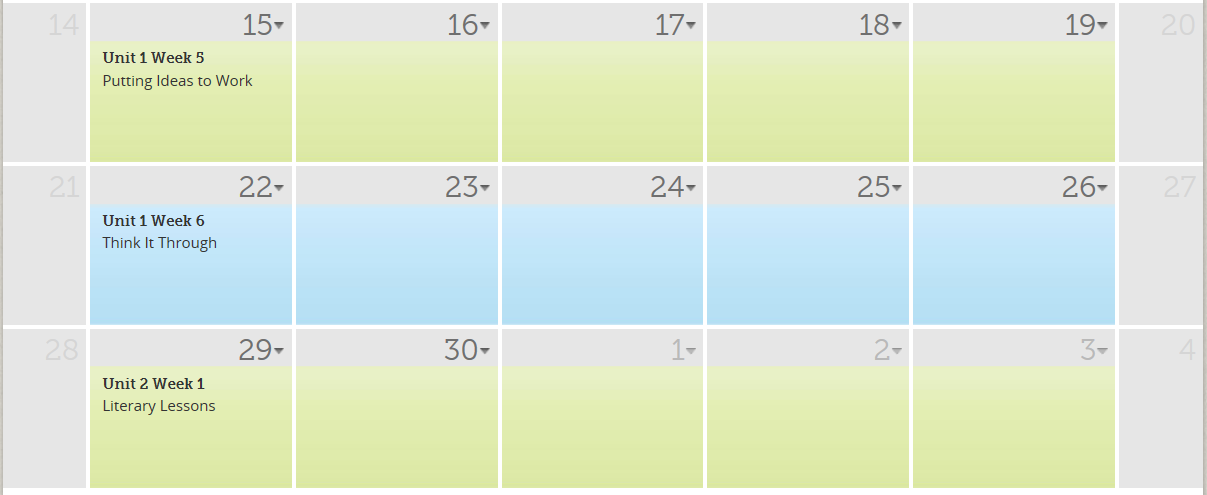 14 15 16 17 18 19 20
Unit 1 Week 5
Putting Ideas to Work
21 22 23 24 25 26 27
Unit 1 Week 6
Think It Through
28 29 30 1 2 3 4
Unit 2 Week 1
Literary Lessons